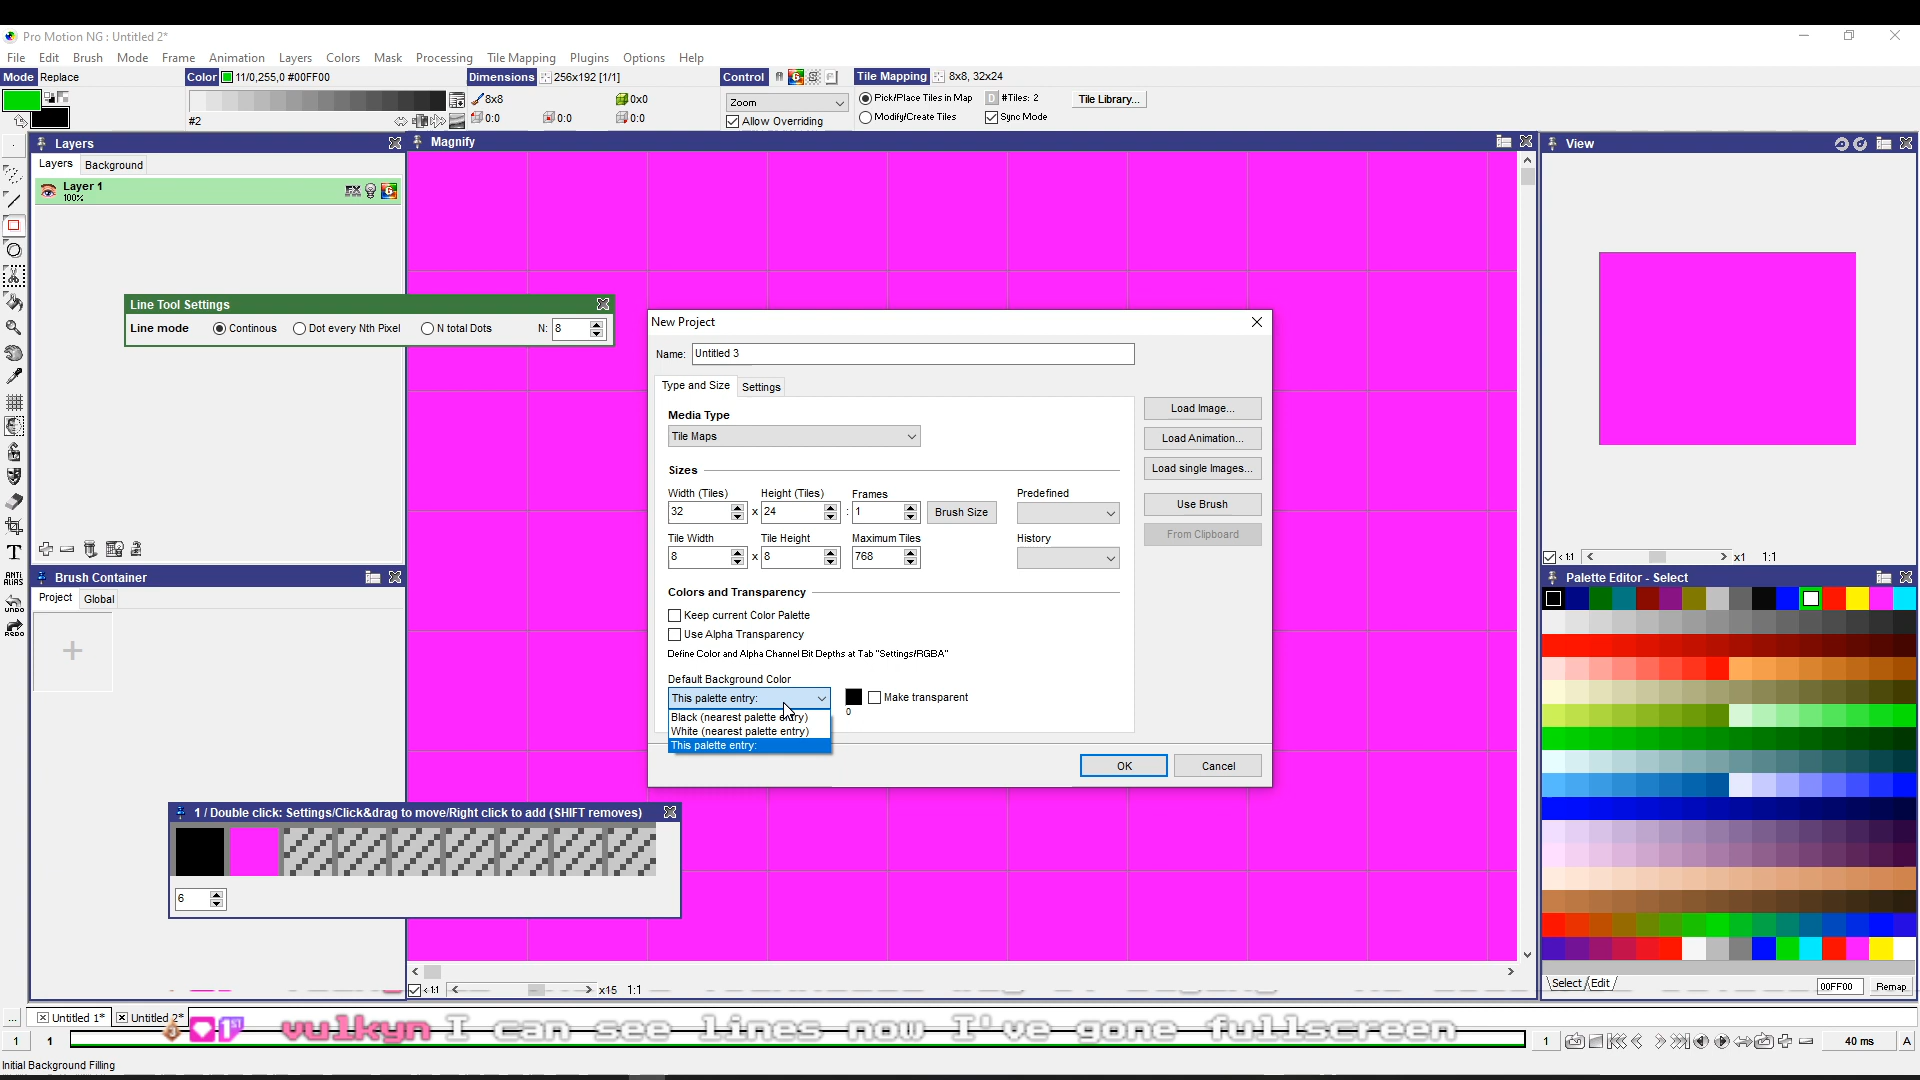 Pro Motion NG : Untitled 2*
File Edit Brush Mode Frame Animation Layers Colors Mask Processing Tile Mapping Plugins Options Help
Mode Replace Color 11/0,255,0 #00FF00 Dimensions 256x192 [1/1] Control Tile Mapping 8x8, 32x24
8x8 0x0 Zoom Pick/Place Tiles in Map D #Tiles: 2 Tile Library...
#2 0:0 0:0 0:0 Allow Overriding Modify/Create Tiles Sync Mode
Layers Magnify View
Layers Background
Layer 1
100%
FX
Line Tool Settings
Line mode Continous Dot every Nth Pixel N total Dots N: 8
New Project
Name: Untitled 3
Type and Size Settings
Media Type
Load Image...
Tile Maps
Load Animation...
Sizes
Load single Images...
Width (Tiles) Height (Tiles) Frames Predefined
32 x 24 : 1 Brush Size
Use Brush
Tile Width Tile Height Maximum Tiles History
From Clipboard
8 x 8 768
Colors and Transparency
Keep current Color Palette
Use Alpha Transparency
Define Color and Alpha Channel Bit Depths at Tab "Settings/RGBA"
Default Background Color
This palette entry: Make transparent
0
Black (nearest palette entry)
White (nearest palette entry)
This palette entry:
OK Cancel
T
ANTI
ALIAS
UNDO
REDO
Brush Container
Project Global
+
< 1:1 x1 1:1
Palette Editor - Select
1 / Double click: Settings/Click&drag to move/Right click to add (SHIFT removes)
6
< 1:1 x15 1:1
Select Edit 00FF00 Remap
... Untitled 1* Untitled 2*
1ST vulkyn I can see lines now I've gone fullscreen
1 1 1 40 ms A
Initial Background Filling